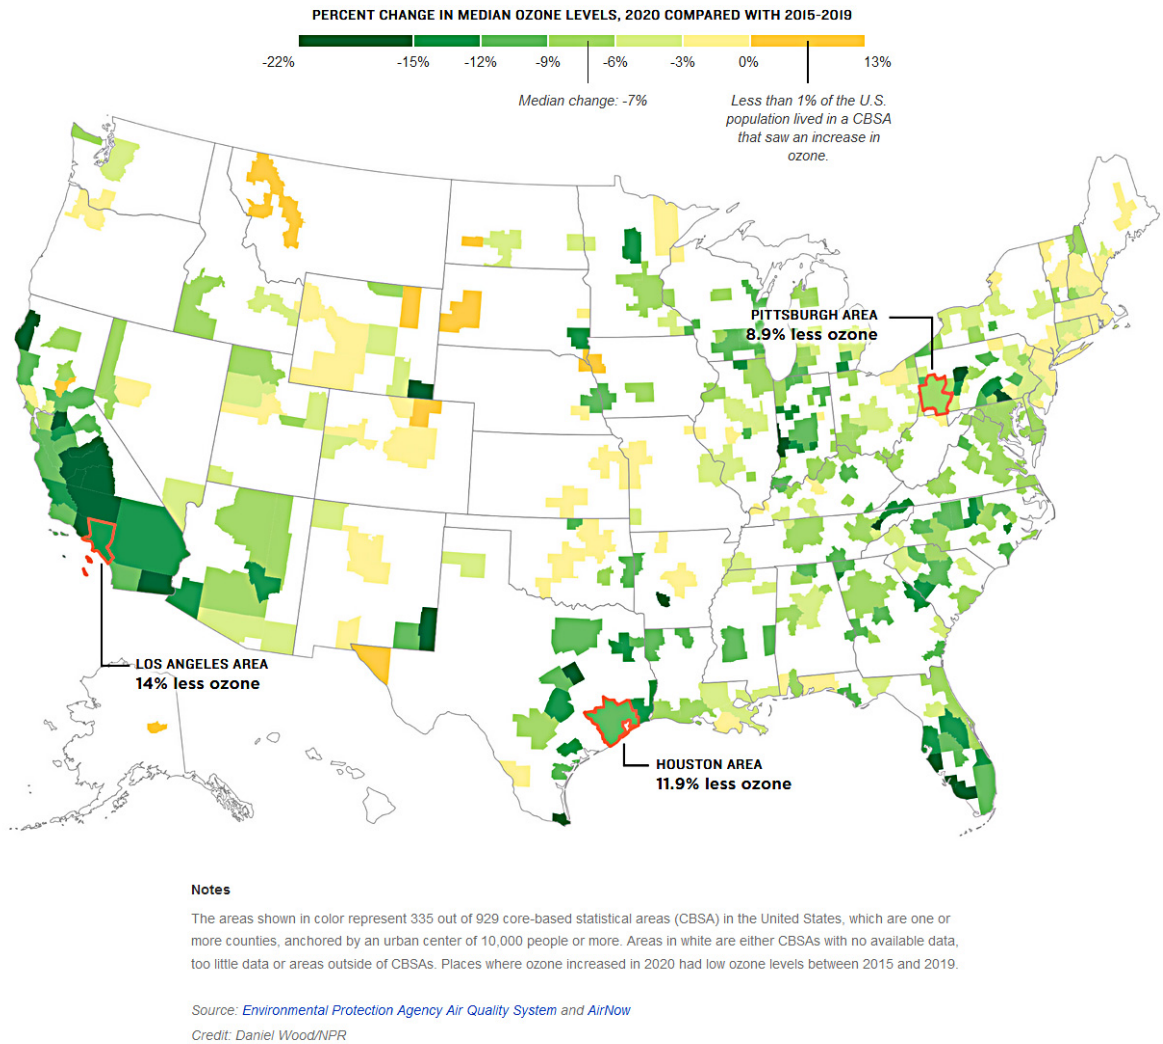 PERCENT CHANGE IN MEDIAN OZONE LEVELS, 2020 COMPARED WITH 2015-2019
-22% -15% -12% -9% -6% -3% 0% 13%
Median change: -7%
Less than 1% of the U.S.
population lived in a CBSA
that saw an increase in
ozone.
PITTSBURGH AREA
8.9% less ozone
LOS ANGELES AREA
14% less ozone
HOUSTON AREA
11.9% less ozone
Notes
The areas shown in color represent 335 out of 929 core-based statistical areas (CBSA) in the United States, which are one or
more counties, anchored by an urban center of 10,000 people or more. Areas in white are either CBSAs with no available data,
too little data or areas outside of CBSAs. Places where ozone increased in 2020 had low ozone levels between 2015 and 2019.
Source: Environmental Protection Agency Air Quality System and AirNow
Credit: Daniel Wood/NPR